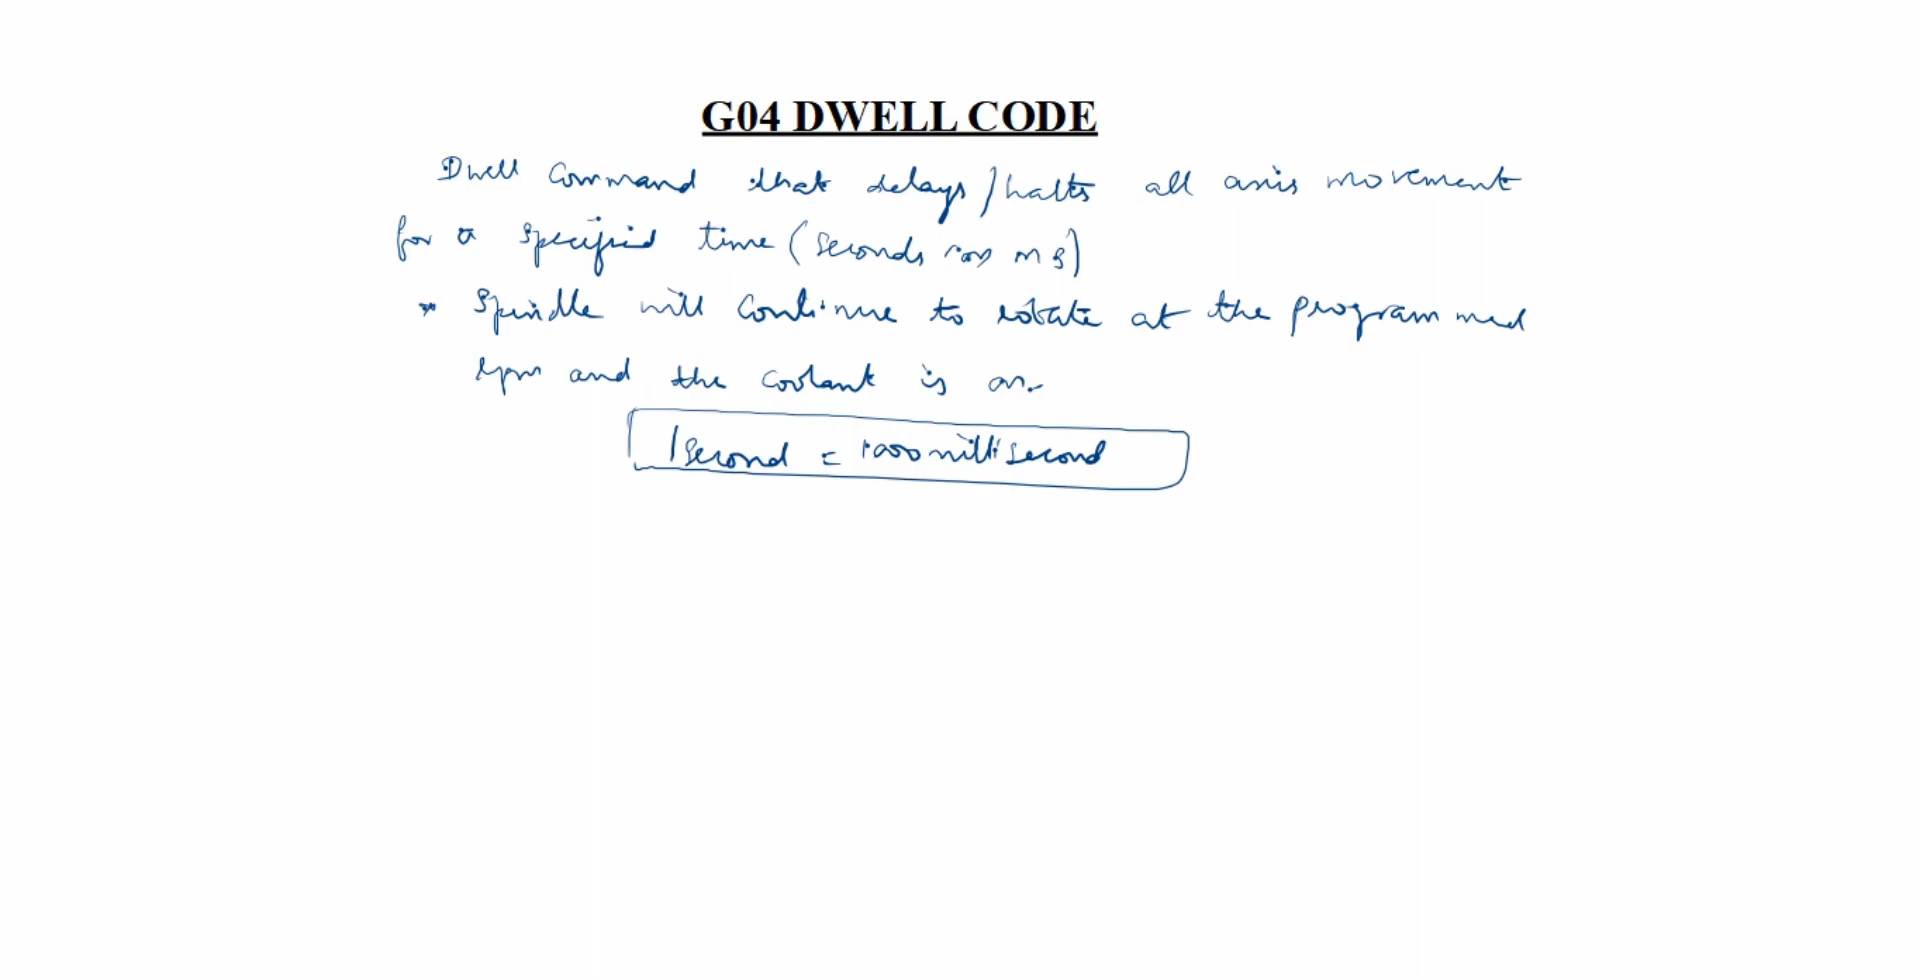 G04 DWELL CODE
Dwell Command that delays/halts all axis movement
for a specified time (seconds (or) ms)
* Spindle will continue to rotate at the programmed
rpm and the coolant is on.
1 second = 1000 milli second